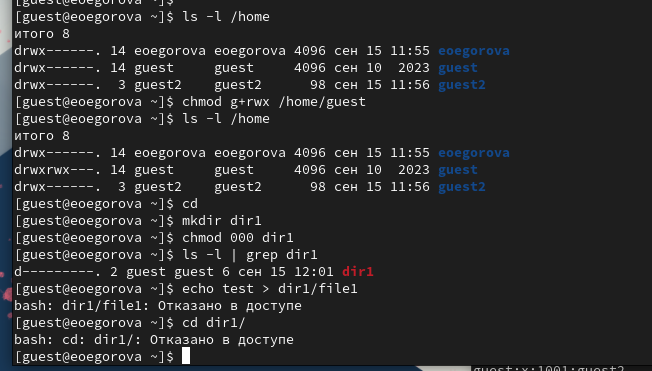 [guest@eoegorova ~]$
[guest@eoegorova ~]$ ls -l /home
итого 8
drwx------. 14 eoegorova eoegorova 4096 сен 15 11:55 eoegorova
drwx------. 14 guest     guest     4096 сен 10  2023 guest
drwx------.  3 guest2    guest2      98 сен 15 11:56 guest2
[guest@eoegorova ~]$ chmod g+rwx /home/guest
[guest@eoegorova ~]$ ls -l /home
итого 8
drwx------. 14 eoegorova eoegorova 4096 сен 15 11:55 eoegorova
drwxrwx---. 14 guest     guest     4096 сен 10  2023 guest
drwx------.  3 guest2    guest2      98 сен 15 11:56 guest2
[guest@eoegorova ~]$ cd
[guest@eoegorova ~]$ mkdir dir1
[guest@eoegorova ~]$ chmod 000 dir1
[guest@eoegorova ~]$ ls -l | grep dir1
d---------. 2 guest guest 6 сен 15 12:01 dir1
[guest@eoegorova ~]$ echo test > dir1/file1
bash: dir1/file1: Отказано в доступе
[guest@eoegorova ~]$ cd dir1/
bash: cd: dir1/: Отказано в доступе
[guest@eoegorova ~]$
guest:x:1001:guest2